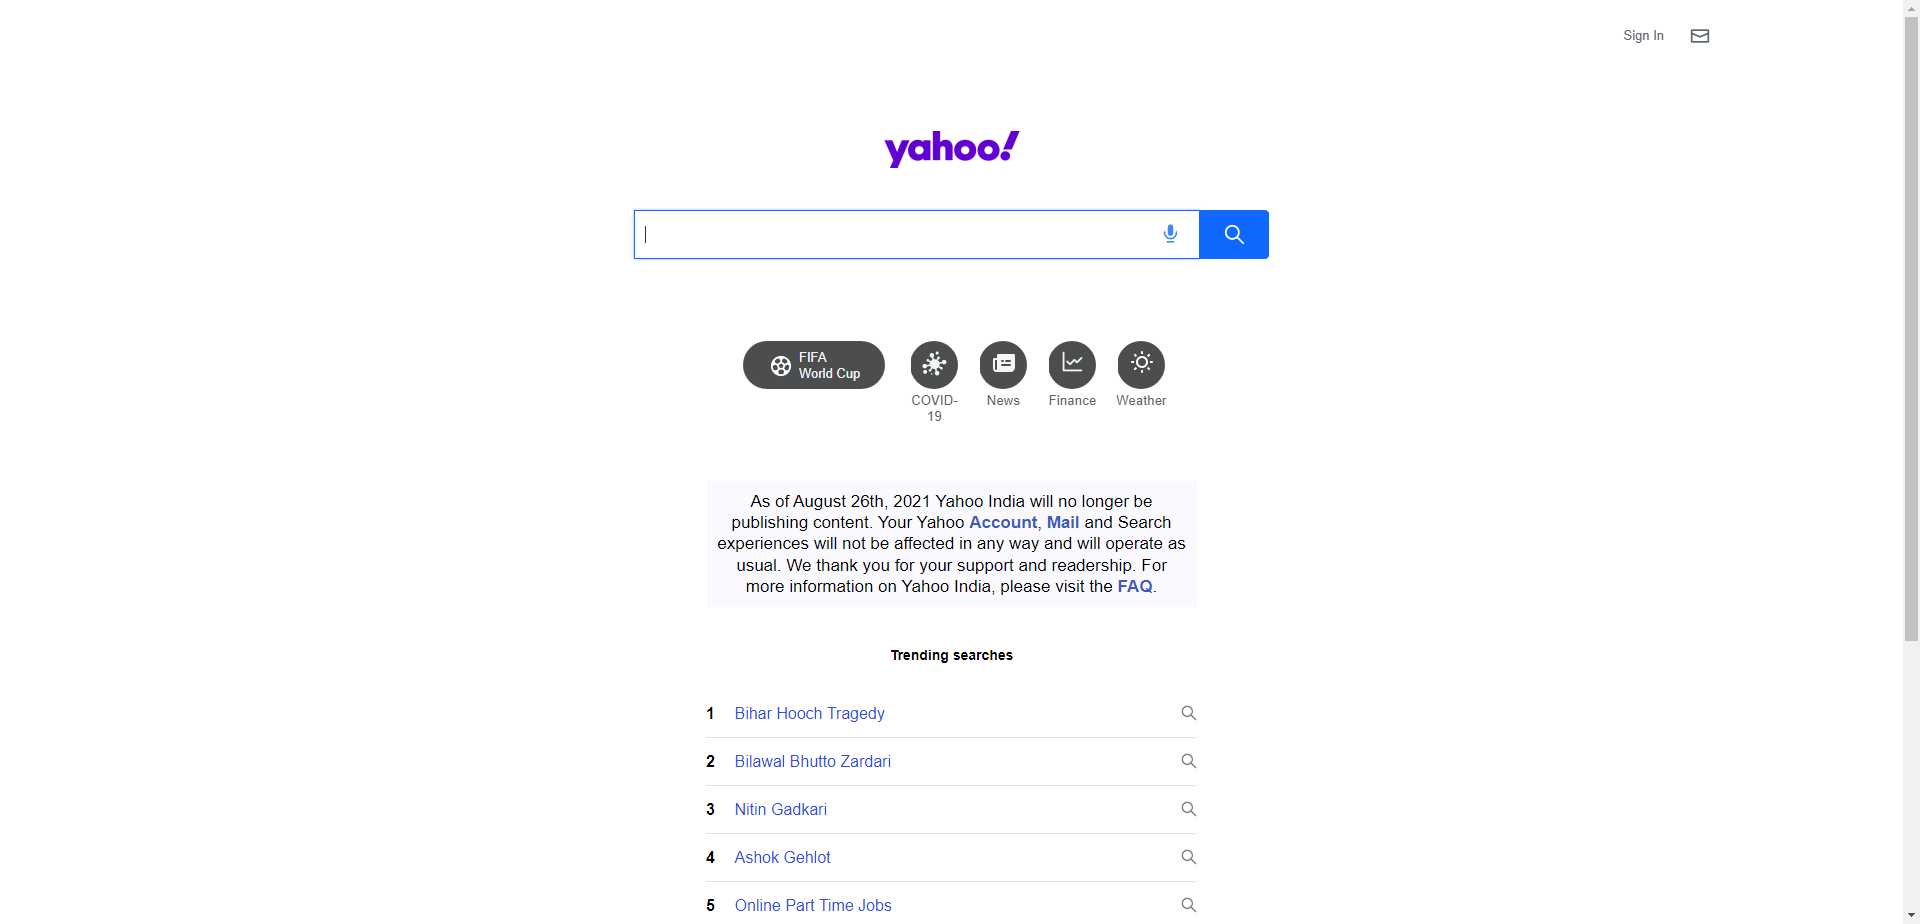 Sign In
yahoo!
FIFA
World Cup
COVID-
19
News
Finance
Weather
As of August 26th, 2021 Yahoo India will no longer be
publishing content. Your Yahoo Account, Mail and Search
experiences will not be affected in any way and will operate as
usual. We thank you for your support and readership. For
more information on Yahoo India, please visit the FAQ.
Trending searches
1 Bihar Hooch Tragedy
2 Bilawal Bhutto Zardari
3 Nitin Gadkari
4 Ashok Gehlot
5 Online Part Time Jobs